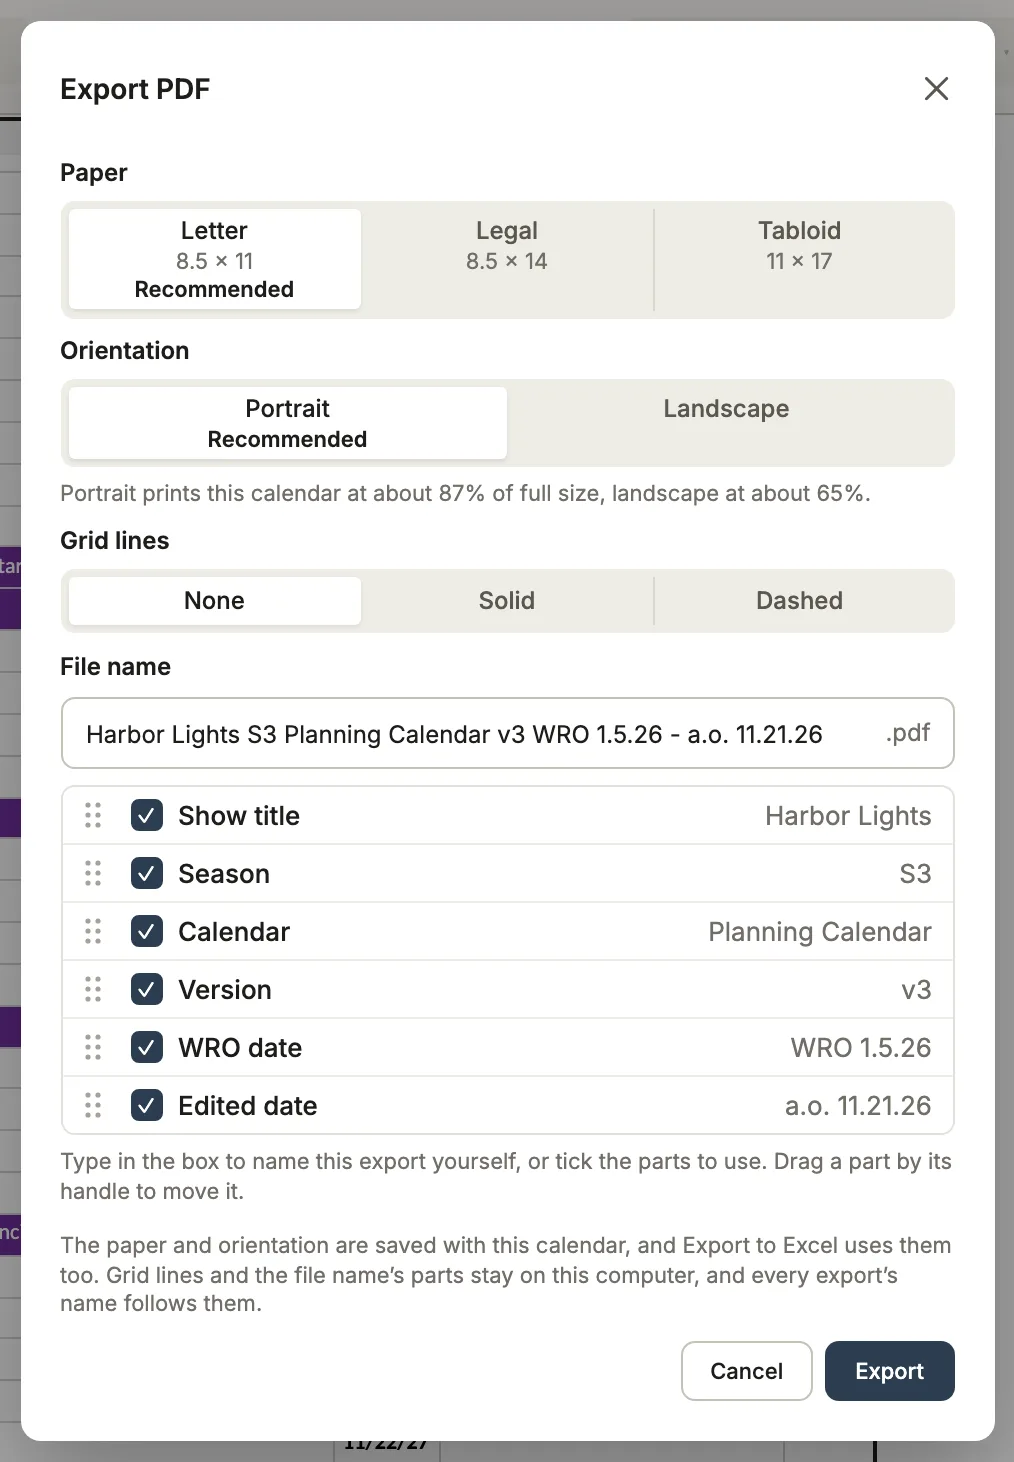 Export PDF
Paper
Letter
8.5 × 11
Recommended
Legal
8.5 × 14
Tabloid
11 × 17
Orientation
Portrait
Recommended
Landscape
Portrait prints this calendar at about 87% of full size, landscape at about 65%.
Grid lines
None
Solid
Dashed
File name
Harbor Lights S3 Planning Calendar v3 WRO 1.5.26 - a.o. 11.21.26
.pdf
Show title
Harbor Lights
Season
S3
Calendar
Planning Calendar
Version
v3
WRO date
WRO 1.5.26
Edited date
a.o. 11.21.26
Type in the box to name this export yourself, or tick the parts to use. Drag a part by its
handle to move it.
The paper and orientation are saved with this calendar, and Export to Excel uses them
too. Grid lines and the file name’s parts stay on this computer, and every export’s
name follows them.
Cancel
Export
11/22/27